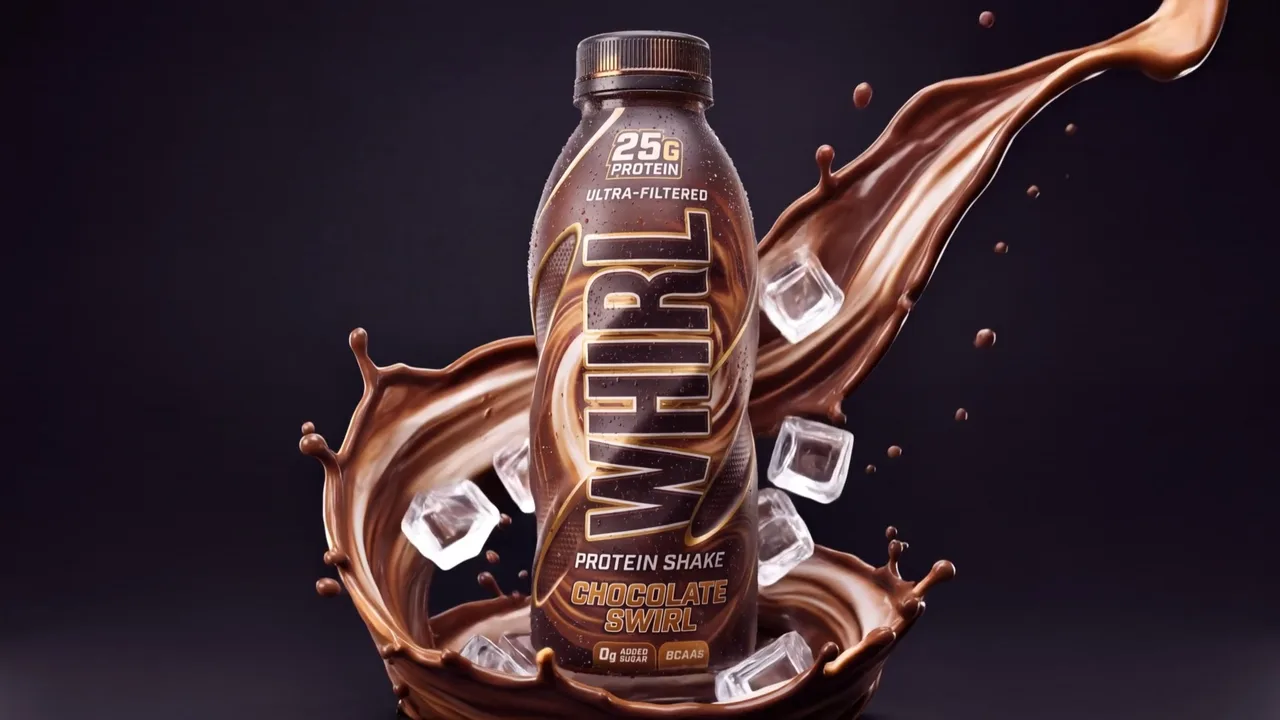 25G
PROTEIN
ULTRA-FILTERED
WHIRL
PROTEIN SHAKE
CHOCOLATE
SWIRL
0g ADDED
SUGAR
BCAAs